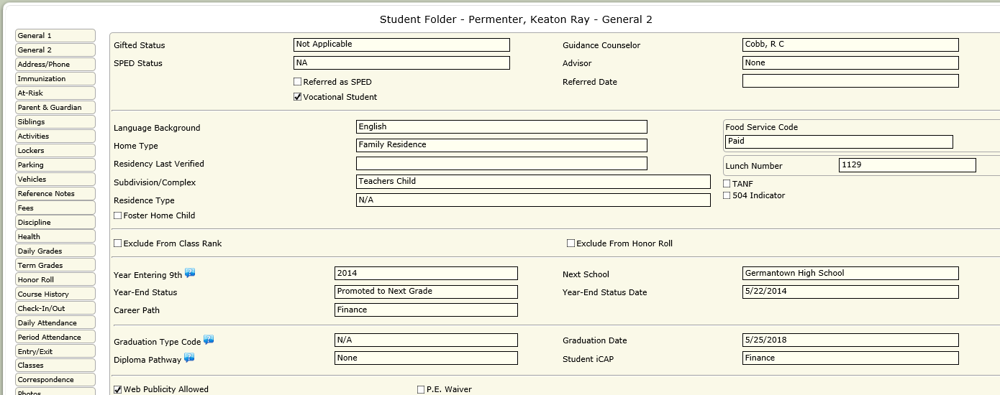 Student Folder - Permenter, Keaton Ray - General 2
General 1
General 2
Address/Phone
Immunization
At-Risk
Parent & Guardian
Siblings
Activities
Lockers
Parking
Vehicles
Reference Notes
Fees
Discipline
Health
Daily Grades
Term Grades
Honor Roll
Course History
Check-In/Out
Daily Attendance
Period Attendance
Entry/Exit
Classes
Correspondence
Photos
Gifted Status Not Applicable Guidance Counselor Cobb, R C
SPED Status NA Advisor None
Referred as SPED Referred Date
Vocational Student
Language Background English
Home Type Family Residence
Residency Last Verified
Subdivision/Complex Teachers Child
Residence Type N/A
Foster Home Child
Food Service Code
Paid
Lunch Number 1129
TANF
504 Indicator
Exclude From Class Rank Exclude From Honor Roll
Year Entering 9th 2014 Next School Germantown High School
Year-End Status Promoted to Next Grade Year-End Status Date 5/22/2014
Career Path Finance
Graduation Type Code N/A Graduation Date 5/25/2018
Diploma Pathway None Student iCAP Finance
Web Publicity Allowed P.E. Waiver